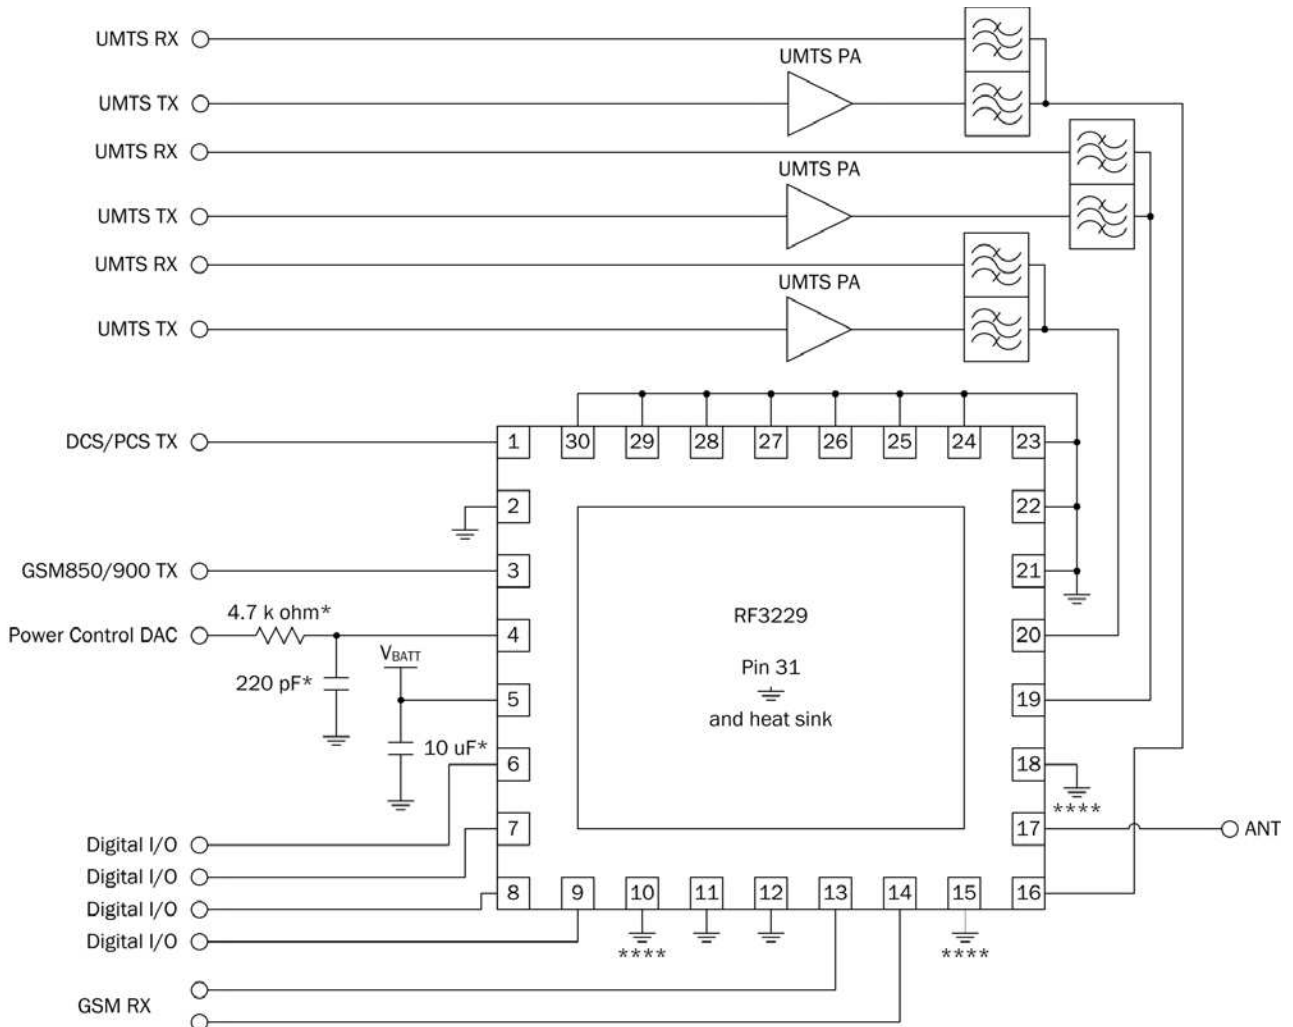 UMTS RX
UMTS PA
UMTS TX
UMTS RX
UMTS PA
UMTS TX
UMTS RX
UMTS PA
UMTS TX
DCS/PCS TX
1 30 29 28 27 26 25 24 23
2 22
GSM850/900 TX
3 21
4.7 k ohm*
RF3229
Power Control DAC
4 20
VBATT
Pin 31
220 pF*
5 19
and heat sink
10 uF*
6 18
****
7 17 ANT
Digital I/O
Digital I/O
8 9 10 11 12 13 14 15 16
Digital I/O
Digital I/O
**** ****
GSM RX